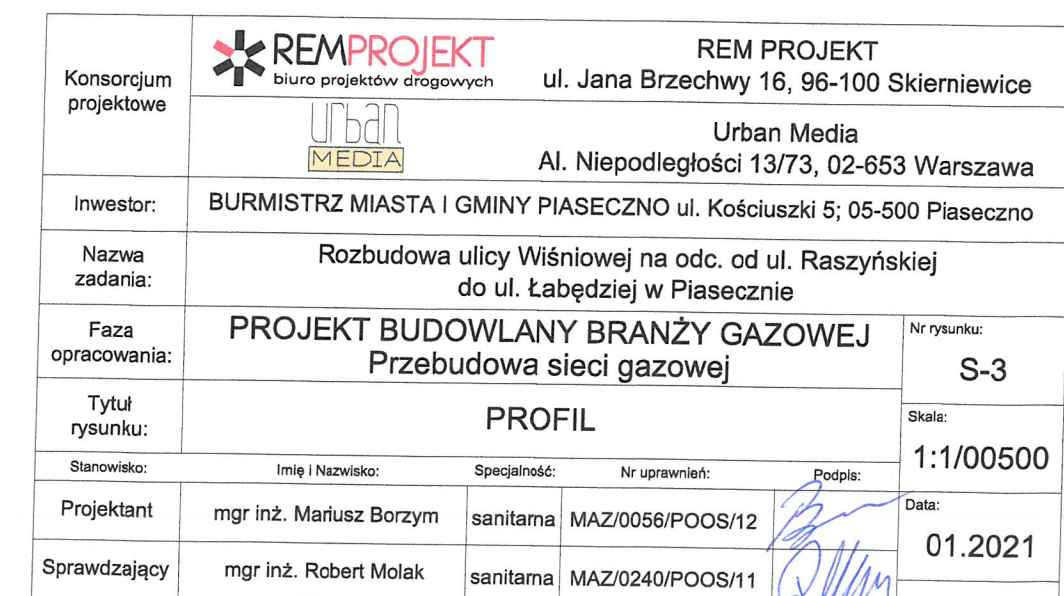 Konsorcjum
projektowe
REMPROJEKT
biuro projektów drogowych
REM PROJEKT
ul. Jana Brzechwy 16, 96-100 Skierniewice
urban
MEDIA
Urban Media
Al. Niepodległości 13/73, 02-653 Warszawa
Inwestor:
BURMISTRZ MIASTA I GMINY PIASECZNO ul. Kościuszki 5; 05-500 Piaseczno
Nazwa
zadania:
Rozbudowa ulicy Wiśniowej na odc. od ul. Raszyńskiej
do ul. Łabędziej w Piasecznie
Faza
opracowania:
PROJEKT BUDOWLANY BRANŻY GAZOWEJ
Przebudowa sieci gazowej
Nr rysunku:
S-3
Tytuł
rysunku:
PROFIL
Skala:
1:1/00500
Stanowisko:
Imię i Nazwisko:
Specjalność:
Nr uprawnień:
Podpis:
Projektant
mgr inż. Mariusz Borzym
sanitarna
MAZ/0056/POOS/12
Data:
01.2021
Sprawdzający
mgr inż. Robert Molak
sanitarna
MAZ/0240/POOS/11